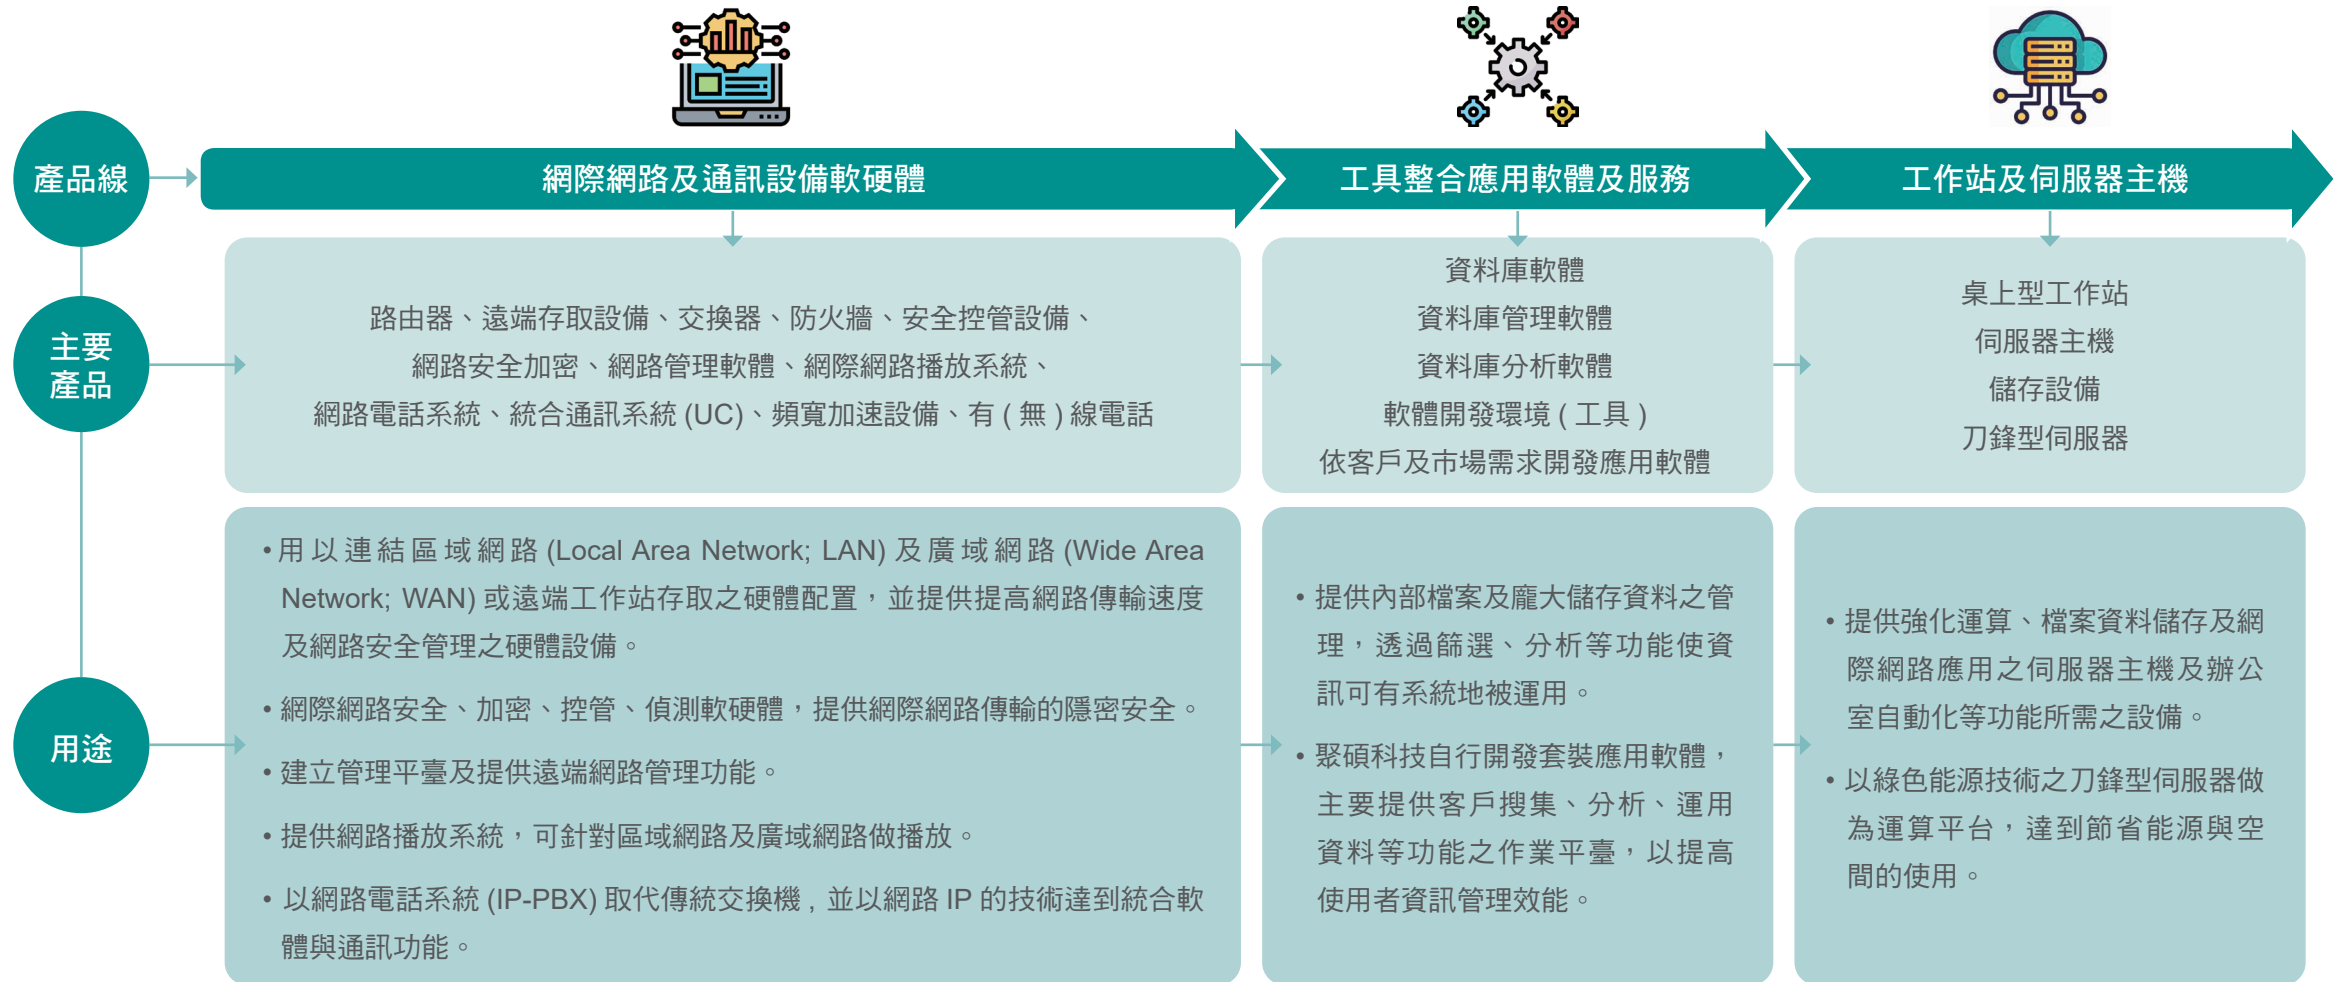 產品線
網際網路及通訊設備軟硬體
工具整合應用軟體及服務
工作站及伺服器主機
主要
產品
路由器、遠端存取設備、交換器、防火牆、安全控管設備、
網路安全加密、網路管理軟體、網際網路播放系統、
網路電話系統、統合通訊系統 (UC)、頻寬加速設備、有 ( 無 ) 線電話
資料庫軟體
資料庫管理軟體
資料庫分析軟體
軟體開發環境 ( 工具 )
依客戶及市場需求開發應用軟體
桌上型工作站
伺服器主機
儲存設備
刀鋒型伺服器
用途
• 用以連結區域網路 (Local Area Network; LAN) 及廣域網路 (Wide Area
Network; WAN) 或遠端工作站存取之硬體配置，並提供提高網路傳輸速度
及網路安全管理之硬體設備。
• 網際網路安全、加密、控管、偵測軟硬體，提供網際網路傳輸的隱密安全。
• 建立管理平臺及提供遠端網路管理功能。
• 提供網路播放系統，可針對區域網路及廣域網路做播放。
• 以網路電話系統 (IP-PBX) 取代傳統交換機 , 並以網路 IP 的技術達到統合軟
體與通訊功能。
• 提供內部檔案及龐大儲存資料之管
理，透過篩選、分析等功能使資
訊可有系統地被運用。
• 聚碩科技自行開發套裝應用軟體，
主要提供客戶搜集、分析、運用
資料等功能之作業平臺，以提高
使用者資訊管理效能。
• 提供強化運算、檔案資料儲存及網
際網路應用之伺服器主機及辦公
室自動化等功能所需之設備。
• 以綠色能源技術之刀鋒型伺服器做
為運算平台，達到節省能源與空
間的使用。